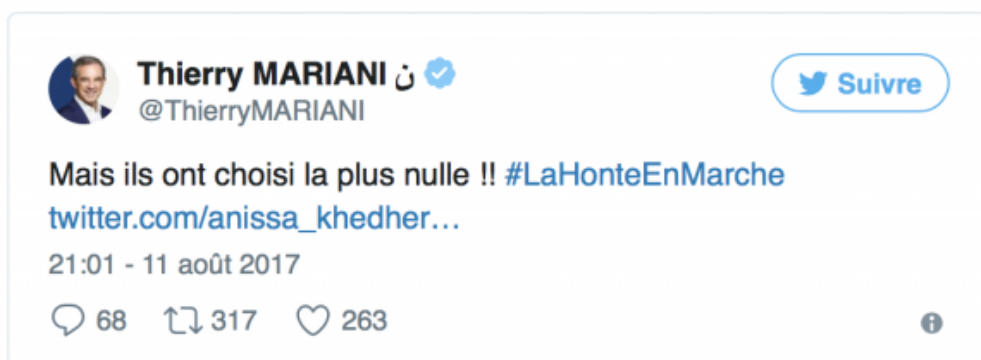 Thierry MARIANI ن
Suivre
@ThierryMARIANI
Mais ils ont choisi la plus nulle !! #LaHonteEnMarche
twitter.com/anissa_khedher…
21:01 - 11 août 2017
68 317 263